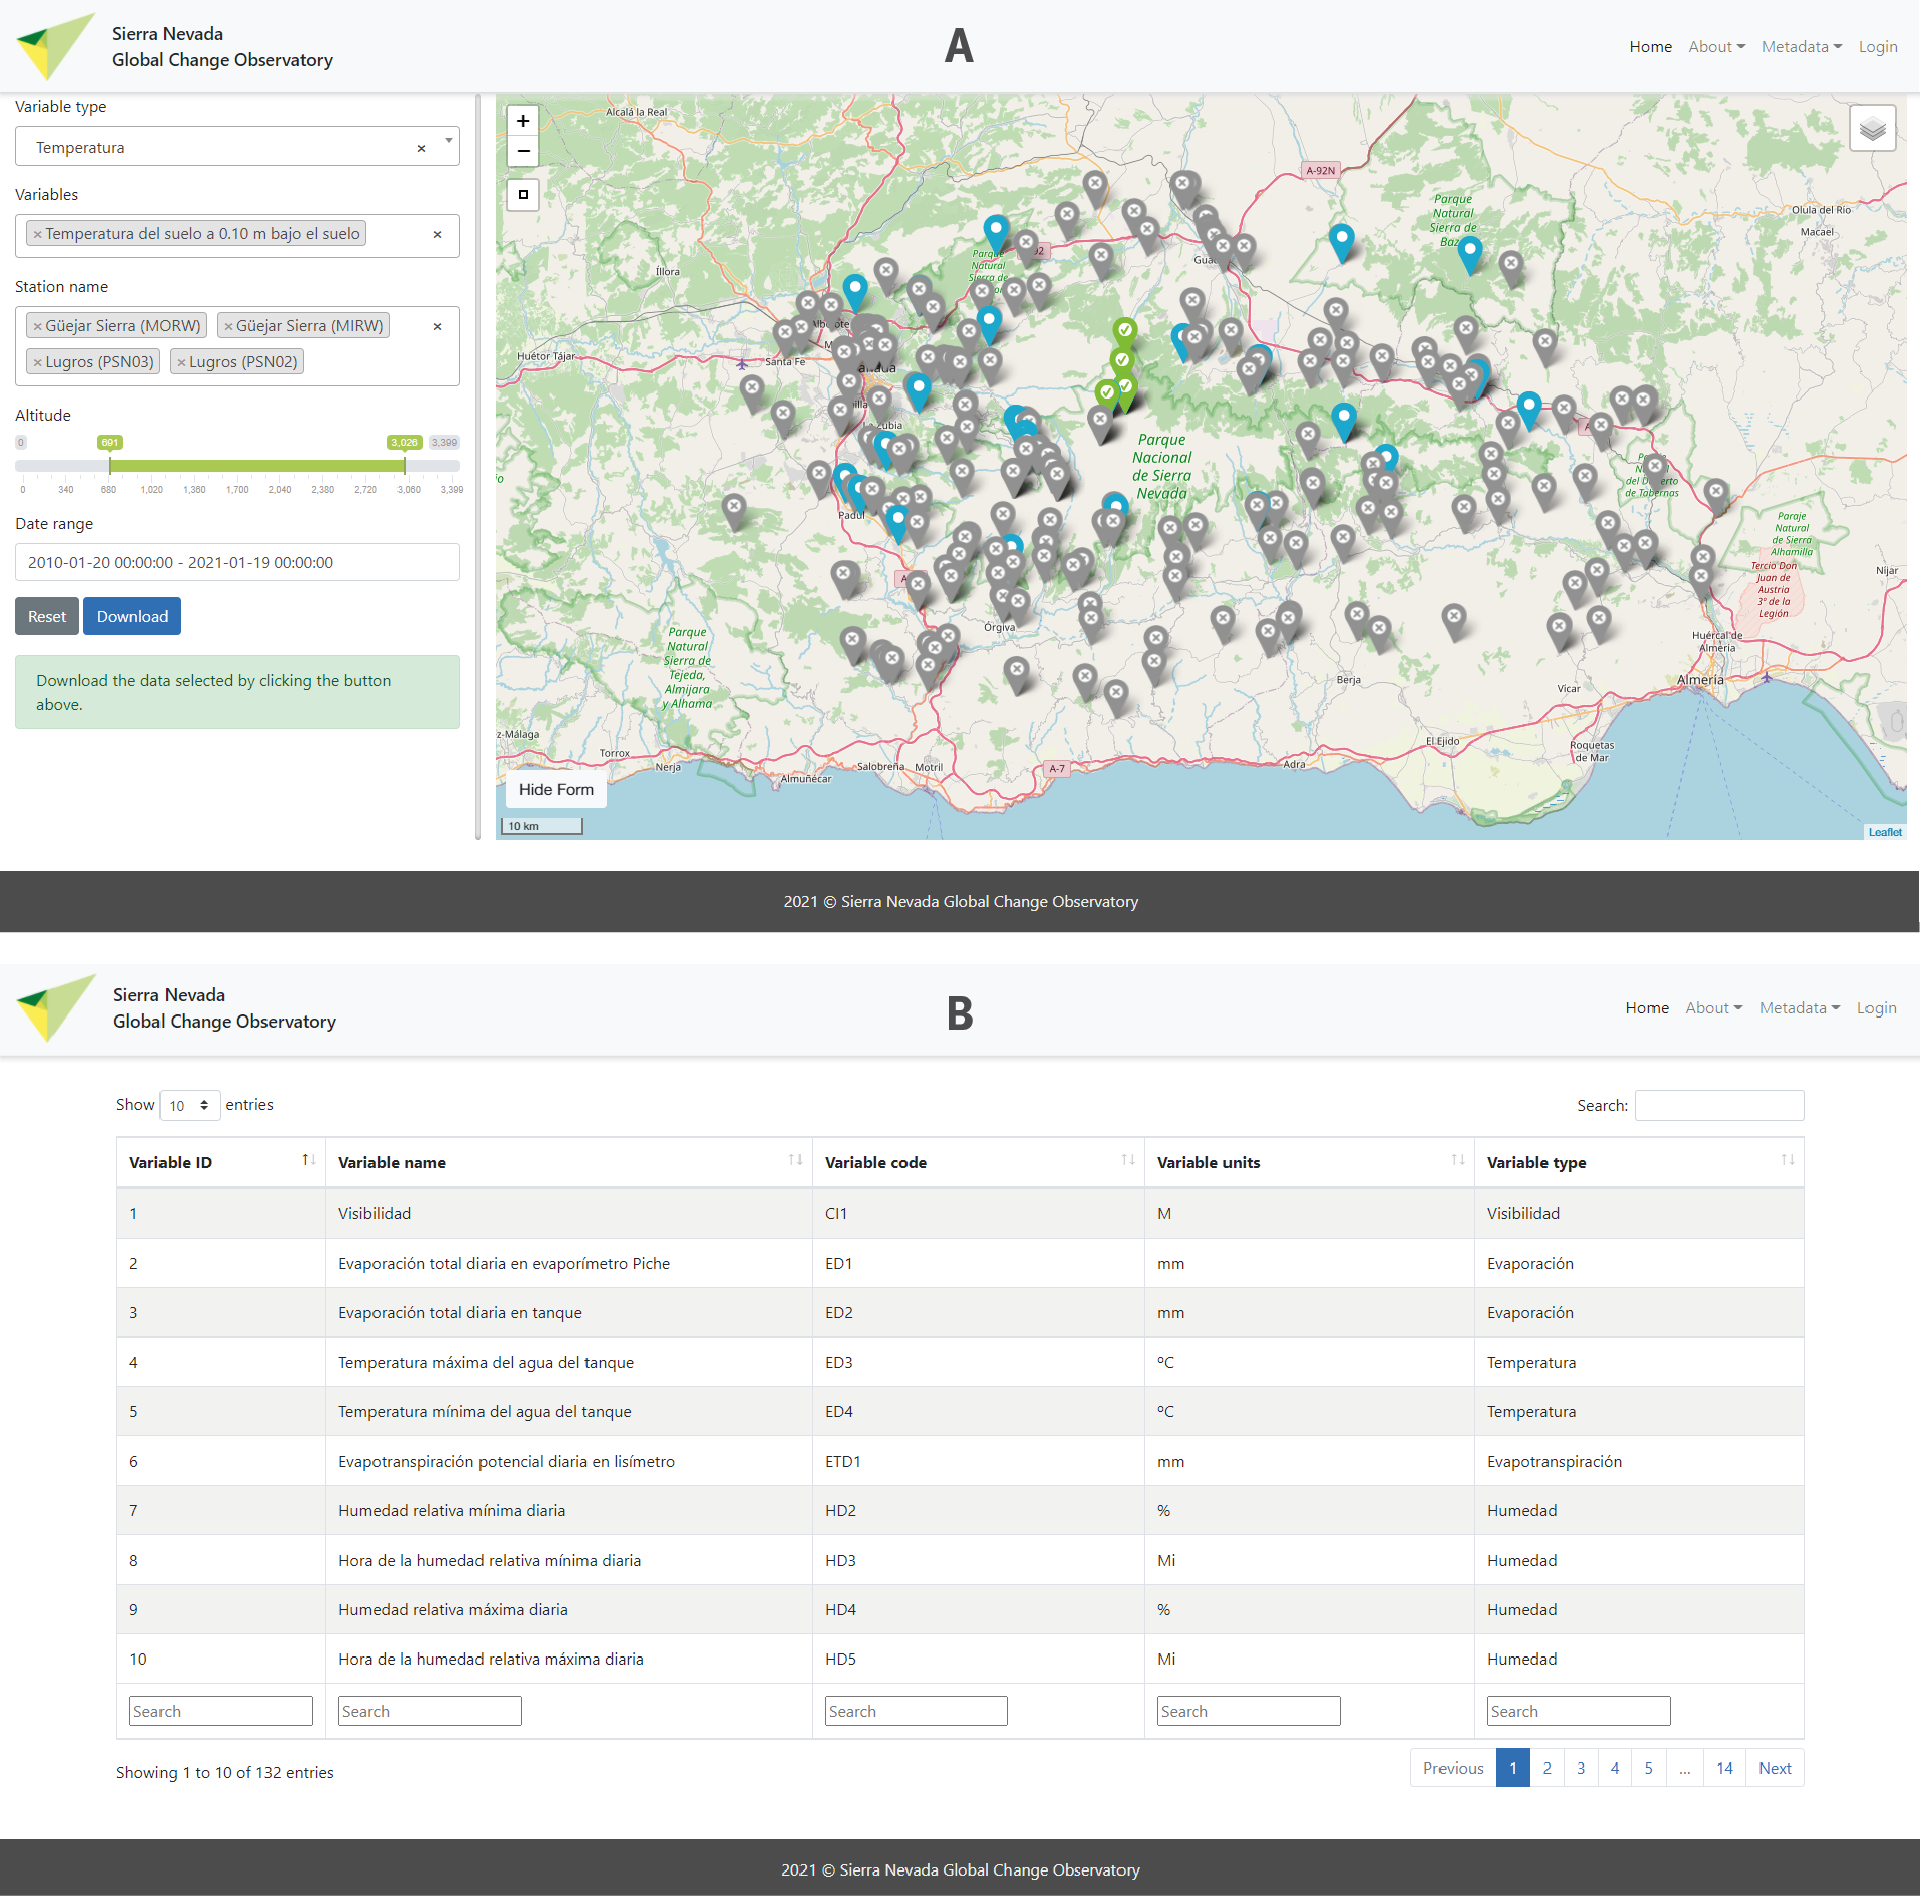 Sierra Nevada
Global Change Observatory
A
Home About Metadata Login
Variable type
Temperatura ×
Variables
× Temperatura del suelo a 0.10 m bajo el suelo ×
Station name
× Güejar Sierra (MORW) × Güejar Sierra (MIRW) ×
× Lugros (PSN03) × Lugros (PSN02)
Altitude
0 691 3,026 3,399
0 340 680 1,020 1,360 1,700 2,040 2,380 2,720 3,060 3,399
Date range
2010-01-20 00:00:00 - 2021-01-19 00:00:00
Reset Download
Download the data selected by clicking the button
above.
+
−
Alcalá la Real
A-92N
Parque
Natural
Sierra de
Olula del Río
Macael
Íllora
Parque
Natural
Sierra de
Huétor Tájar
Santa Fe
Parque
Nacional
de Sierra
Nevada
Padul
de Tabernas
Paraje
Natural
de Sierra
Alhamilla
Tercio Don
Juan de
Austria
3º de la
Legión
Níjar
Órgiva
Parque
Natural
Sierra de
Tejeda,
Almijara
y Alhama
Huércal de
Almería
Berja
Almería
Vicar
z-Málaga
Torrox
Nerja
Almuñécar
Salobreña
Motril
A-7
Adra
El Ejido
Roquetas
de Mar
Hide Form
10 km
Leaflet
2021 © Sierra Nevada Global Change Observatory
Sierra Nevada
Global Change Observatory
B
Home About Metadata Login
Show 10 entries
Search:
Variable ID Variable name Variable code Variable units Variable type
1 Visibilidad CI1 M Visibilidad
2 Evaporación total diaria en evaporímetro Piche ED1 mm Evaporación
3 Evaporación total diaria en tanque ED2 mm Evaporación
4 Temperatura máxima del agua del tanque ED3 ºC Temperatura
5 Temperatura mínima del agua del tanque ED4 ºC Temperatura
6 Evapotranspiración potencial diaria en lisímetro ETD1 mm Evapotranspiración
7 Humedad relativa mínima diaria HD2 % Humedad
8 Hora de la humedad relativa mínima diaria HD3 Mi Humedad
9 Humedad relativa máxima diaria HD4 % Humedad
10 Hora de la humedad relativa máxima diaria HD5 Mi Humedad
Search Search Search Search Search
Showing 1 to 10 of 132 entries
Previous 1 2 3 4 5 ... 14 Next
2021 © Sierra Nevada Global Change Observatory